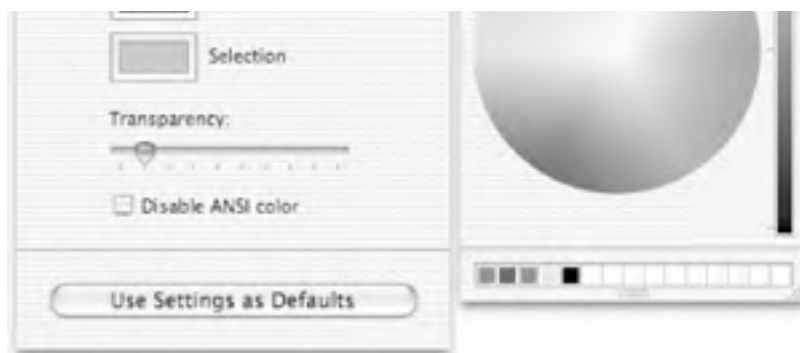 Selection
Transparency:
Disable ANSI color
Use Settings as Defaults